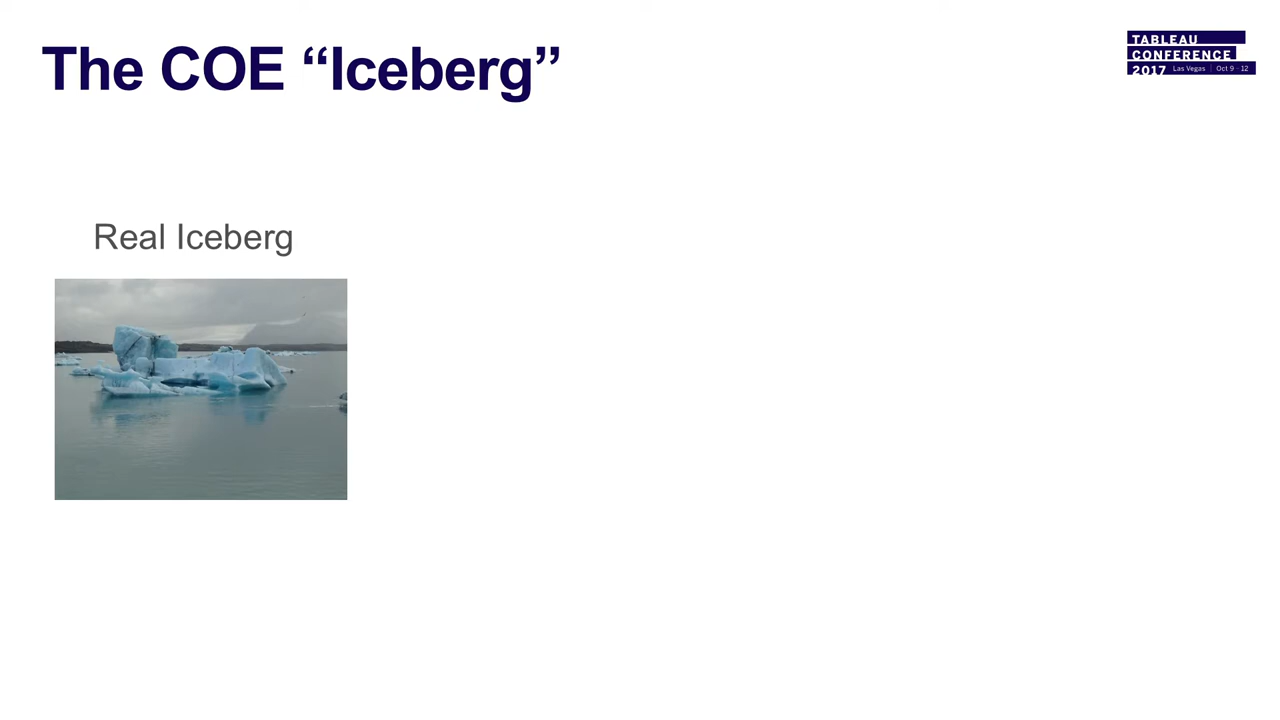 The COE “Iceberg”
TABLEAU
CONFERENCE
2017 Las Vegas | Oct 9 - 12
Real Iceberg